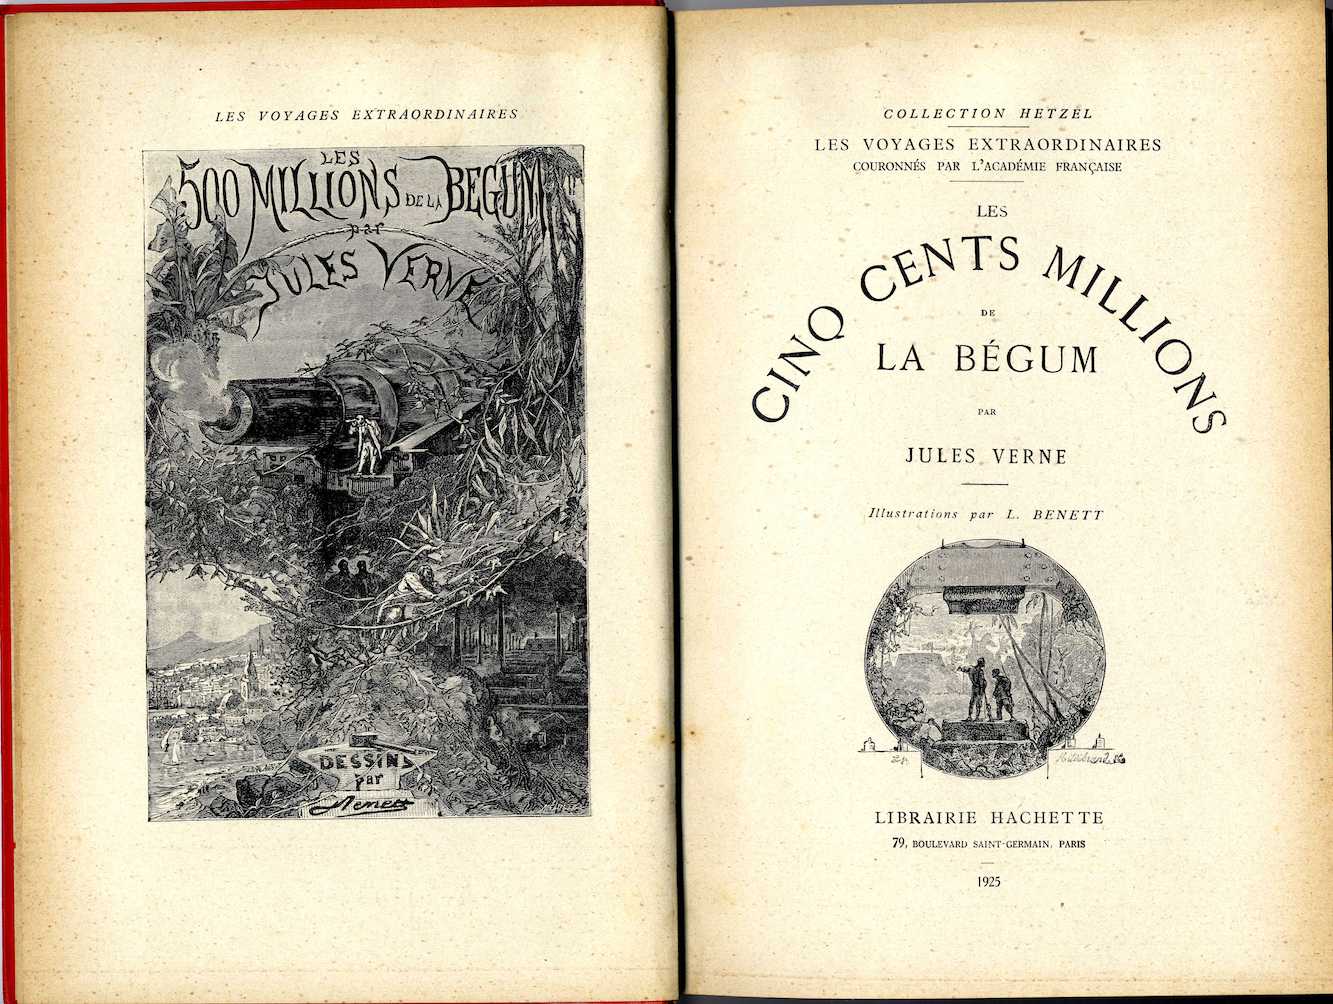 LES VOYAGES EXTRAORDINAIRES
LES
500 MILLIONS DE LA BEGUM
par
JULES VERNE
DESSINS
par
Benett
COLLECTION HETZEL
LES VOYAGES EXTRAORDINAIRES
COURONNÉS PAR L'ACADÉMIE FRANÇAISE
LES
CINQ CENTS MILLIONS
DE
LA BÉGUM
PAR
JULES VERNE
Illustrations par L. BENETT
LIBRAIRIE HACHETTE
79, BOULEVARD SAINT-GERMAIN, PARIS
1925